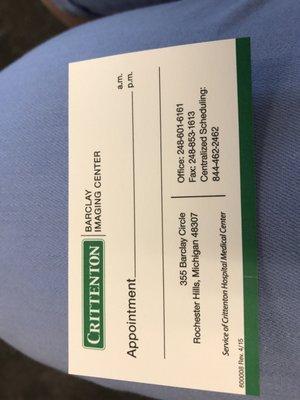 CRITTENTON
BARCLAY
IMAGING CENTER
Appointment
a.m.
p.m.
355 Barclay Circle
Rochester Hills, Michigan 48307
Office: 248-601-6161
Fax: 248-853-1613
Centralized Scheduling:
844-462-2462
Service of Crittenton Hospital Medical Center
600008 Rev. 4/15